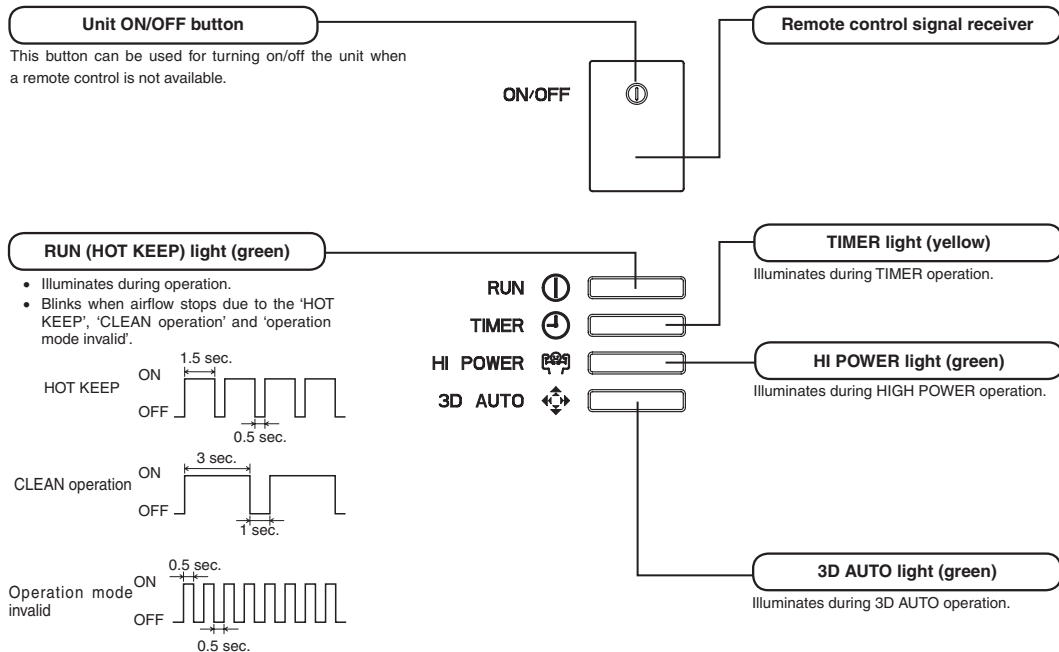 Unit ON/OFF button
This button can be used for turning on/off the unit when
a remote control is not available.
Remote control signal receiver
ON/OFF
RUN (HOT KEEP) light (green)
• Illuminates during operation.
• Blinks when airflow stops due to the ‘HOT
KEEP’, ‘CLEAN operation’ and ‘operation
mode invalid’.
HOT KEEP
ON
OFF
1.5 sec.
0.5 sec.
CLEAN operation
ON
OFF
3 sec.
1 sec.
Operation mode
invalid
ON
OFF
0.5 sec.
0.5 sec.
RUN
TIMER
HI POWER
3D AUTO
TIMER light (yellow)
Illuminates during TIMER operation.
HI POWER light (green)
Illuminates during HIGH POWER operation.
3D AUTO light (green)
Illuminates during 3D AUTO operation.